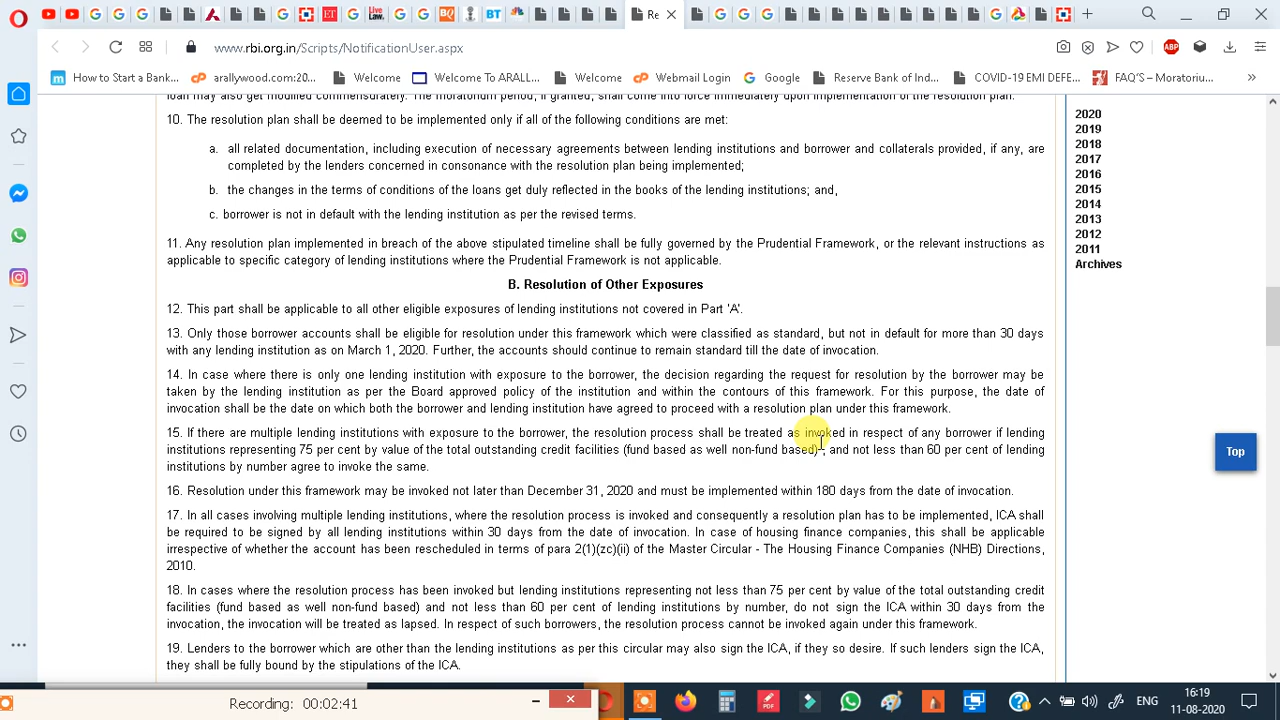 Live
Law.
BQ
BT
Re
www.rbi.org.in/Scripts/NotificationUser.aspx
ABP
How to Start a Bank...
arallywood.com:20...
Welcome
Welcome To ARALL...
Welcome
Webmail Login
Google
Reserve Bank of Ind...
COVID-19 EMI DEFE...
FAQ'S – Moratoriu...
»
loan may also get modified commensurately. The moratorium period, if granted, shall come into force immediately upon implementation of the resolution plan.
10. The resolution plan shall be deemed to be implemented only if all of the following conditions are met:
a. all related documentation, including execution of necessary agreements between lending institutions and borrower and collaterals provided, if any, are
completed by the lenders concerned in consonance with the resolution plan being implemented;
b. the changes in the terms of conditions of the loans get duly reflected in the books of the lending institutions; and,
c. borrower is not in default with the lending institution as per the revised terms.
11. Any resolution plan implemented in breach of the above stipulated timeline shall be fully governed by the Prudential Framework, or the relevant instructions as
applicable to specific category of lending institutions where the Prudential Framework is not applicable.
B. Resolution of Other Exposures
12. This part shall be applicable to all other eligible exposures of lending institutions not covered in Part 'A'.
13. Only those borrower accounts shall be eligible for resolution under this framework which were classified as standard, but not in default for more than 30 days
with any lending institution as on March 1, 2020. Further, the accounts should continue to remain standard till the date of invocation.
14. In case where there is only one lending institution with exposure to the borrower, the decision regarding the request for resolution by the borrower may be
taken by the lending institution as per the Board approved policy of the institution and within the contours of this framework. For this purpose, the date of
invocation shall be the date on which both the borrower and lending institution have agreed to proceed with a resolution plan under this framework.
15. If there are multiple lending institutions with exposure to the borrower, the resolution process shall be treated as invoked in respect of any borrower if lending
institutions representing 75 per cent by value of the total outstanding credit facilities (fund based as well non-fund based) , and not less than 60 per cent of lending
institutions by number agree to invoke the same.
16. Resolution under this framework may be invoked not later than December 31, 2020 and must be implemented within 180 days from the date of invocation.
17. In all cases involving multiple lending institutions, where the resolution process is invoked and consequently a resolution plan has to be implemented, ICA shall
be required to be signed by all lending institutions within 30 days from the date of invocation. In case of housing finance companies, this shall be applicable
irrespective of whether the account has been rescheduled in terms of para 2(1)(zc)(ii) of the Master Circular - The Housing Finance Companies (NHB) Directions,
2010.
18. In cases where the resolution process has been invoked but lending institutions representing not less than 75 per cent by value of the total outstanding credit
facilities (fund based as well non-fund based) and not less than 60 per cent of lending institutions by number, do not sign the ICA within 30 days from the
invocation, the invocation will be treated as lapsed. In respect of such borrowers, the resolution process cannot be invoked again under this framework.
19. Lenders to the borrower which are other than the lending institutions as per this circular may also sign the ICA, if they so desire. If such lenders sign the ICA,
they shall be fully bound by the stipulations of the ICA.
2020
2019
2018
2017
2016
2015
2014
2013
2012
2011
Archives
Top
Recording: 00:02:41
PDF
ENG
16:19
11-08-2020